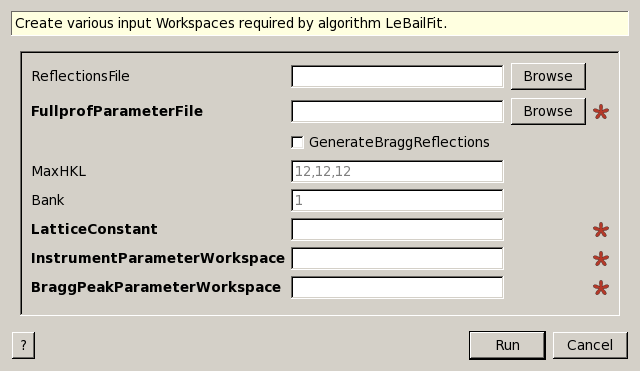 Create various input Workspaces required by algorithm LeBailFit.
ReflectionsFile Browse
FullprofParameterFile Browse *
GenerateBraggReflections
MaxHKL 12,12,12
Bank 1
LatticeConstant *
InstrumentParameterWorkspace *
BraggPeakParameterWorkspace *
? Run Cancel